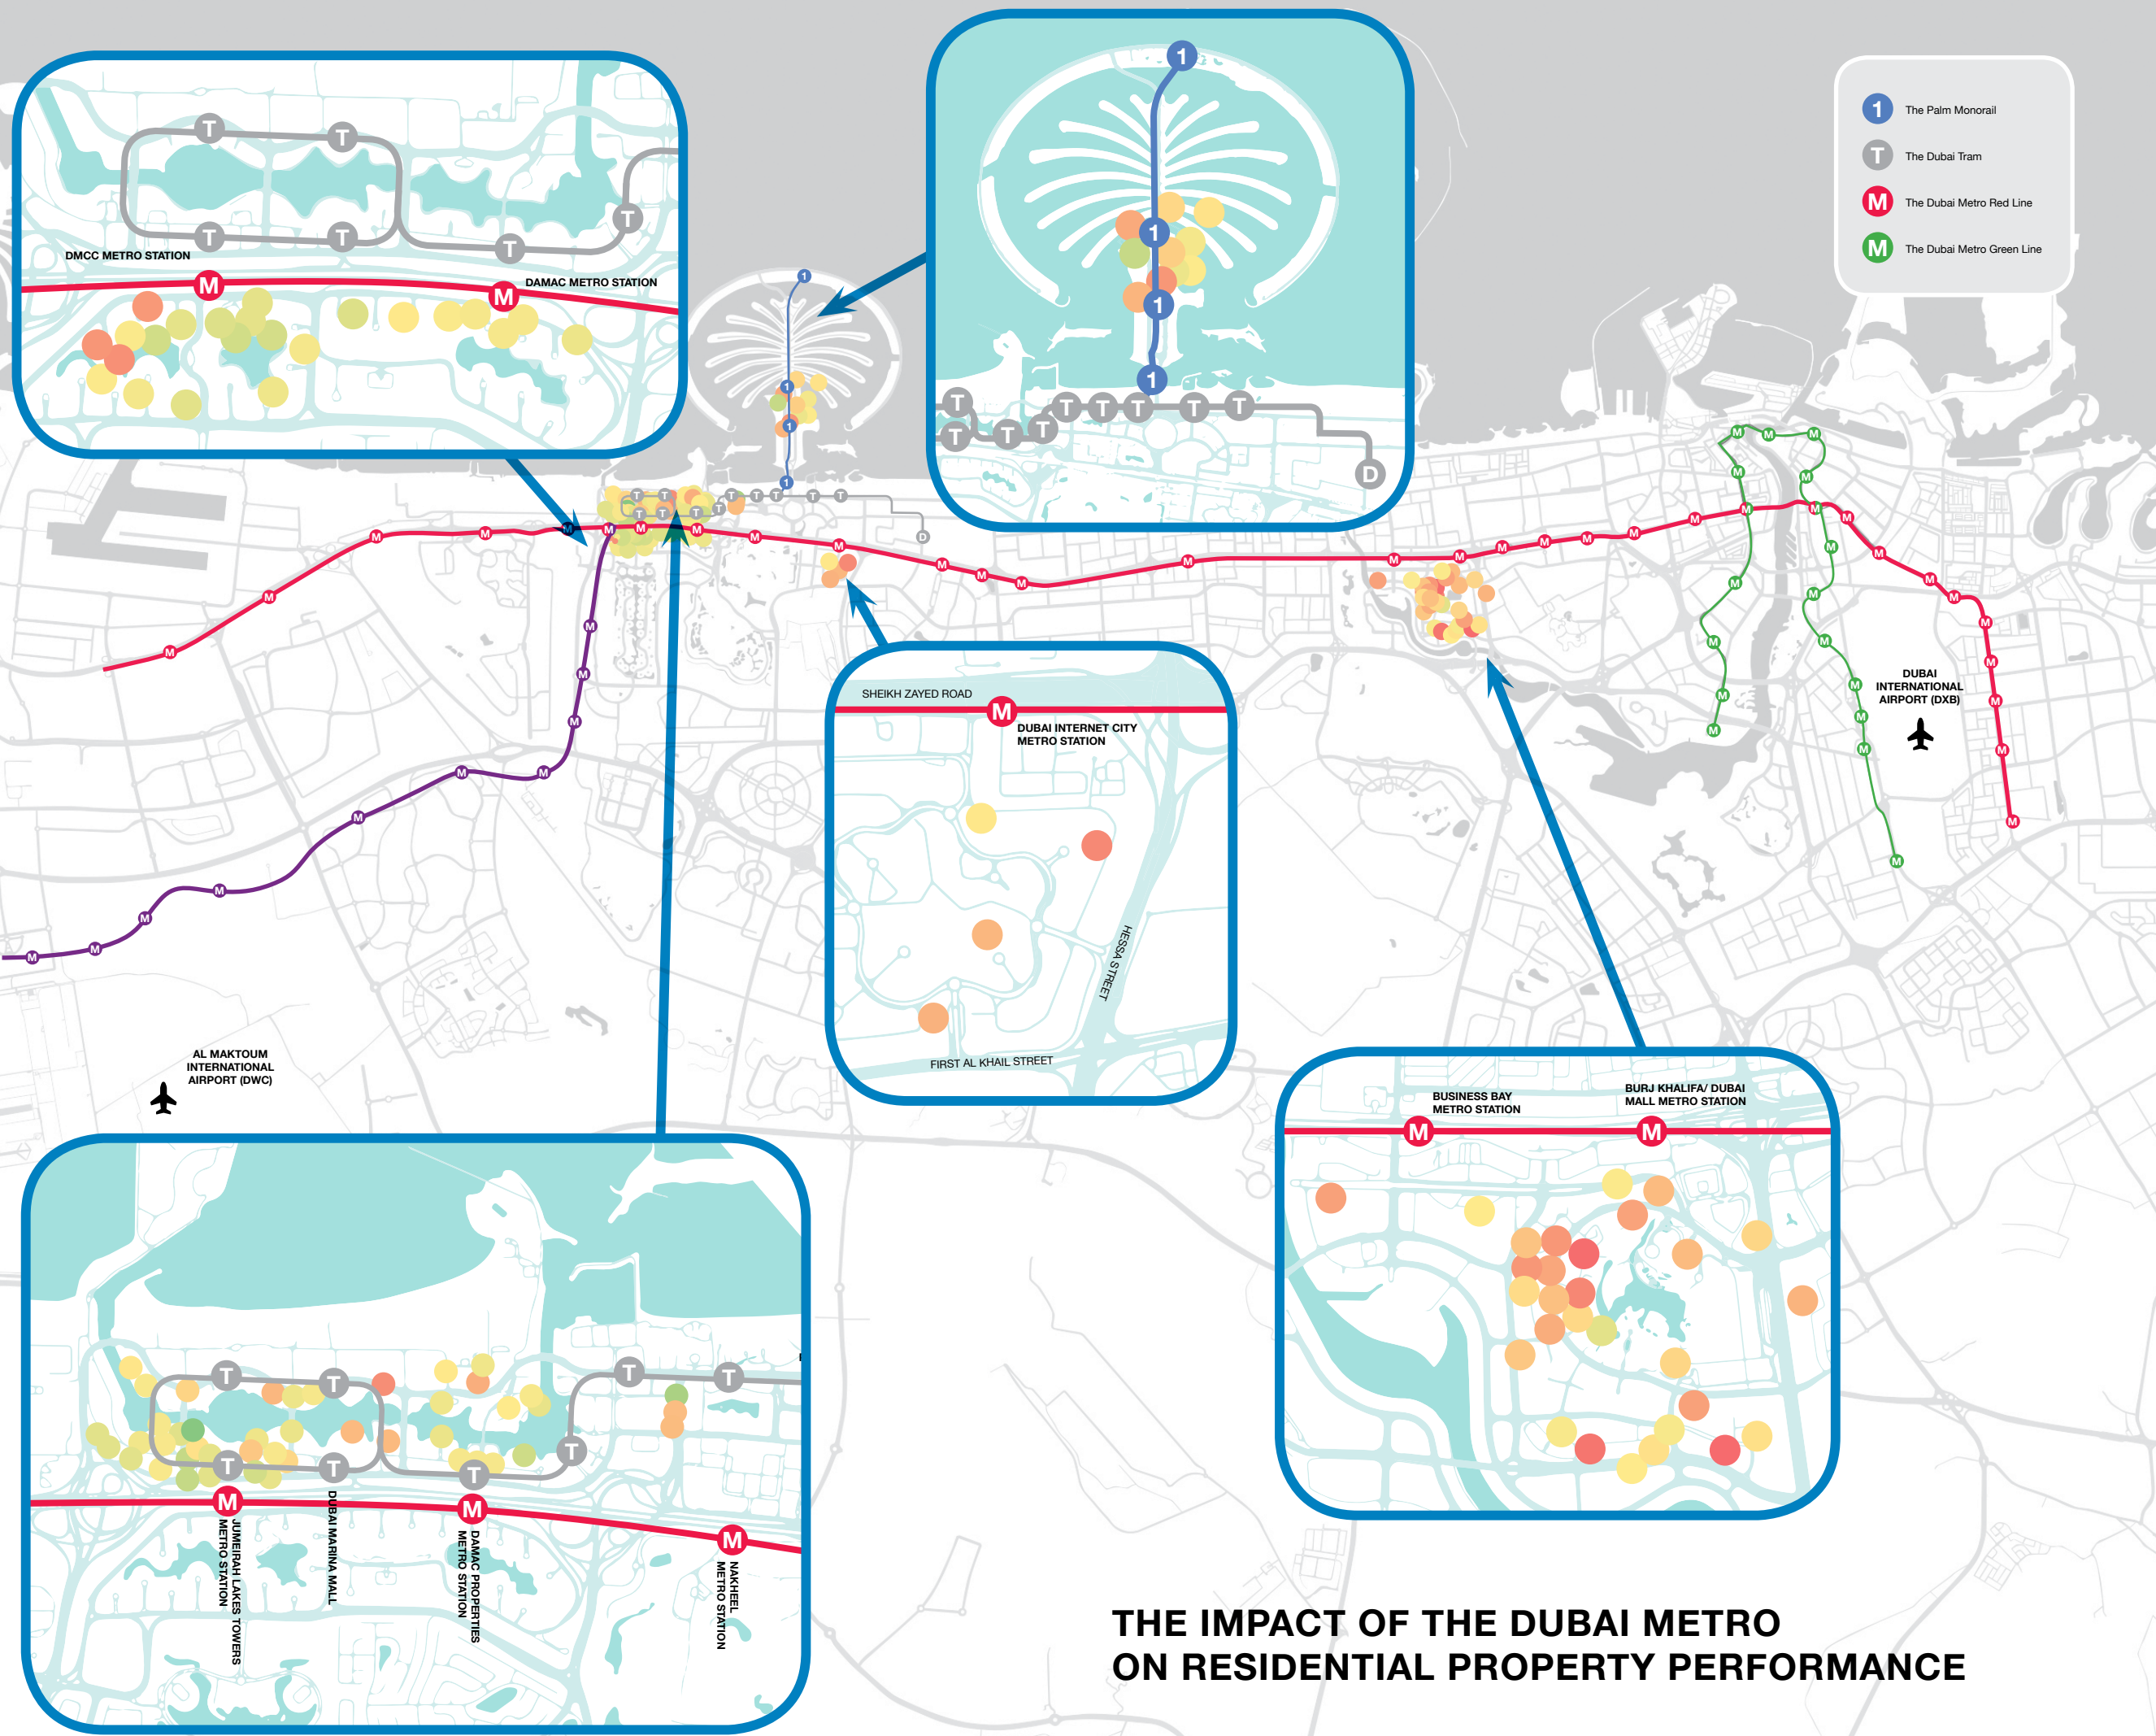 DMCC METRO STATION
DAMAC METRO STATION
1 The Palm Monorail
T The Dubai Tram
M The Dubai Metro Red Line
M The Dubai Metro Green Line
SHEIKH ZAYED ROAD
DUBAI INTERNET CITY
METRO STATION
HESSA STREET
FIRST AL KHAIL STREET
DUBAI
INTERNATIONAL
AIRPORT (DXB)
AL MAKTOUM
INTERNATIONAL
AIRPORT (DWC)
BUSINESS BAY
METRO STATION
BURJ KHALIFA/ DUBAI
MALL METRO STATION
JUMEIRAH LAKES TOWERS
METRO STATION
DUBAI MARINA MALL
DAMAC PROPERTIES
METRO STATION
NAKHEEL
METRO STATION
THE IMPACT OF THE DUBAI METRO
ON RESIDENTIAL PROPERTY PERFORMANCE